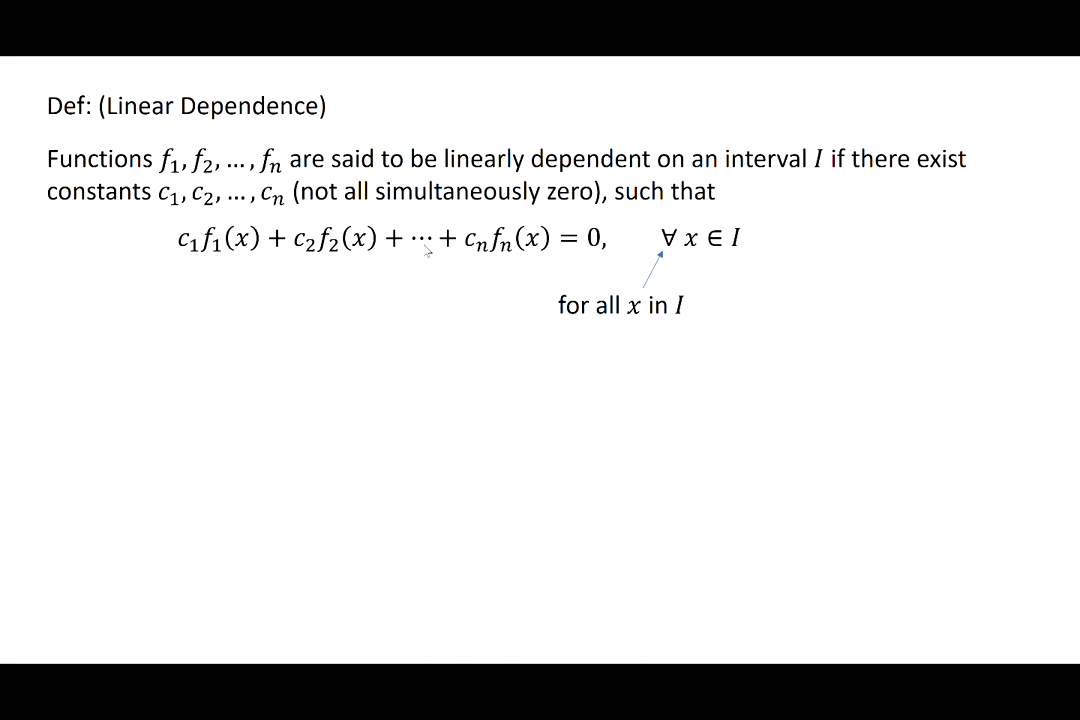 Def: (Linear Dependence)
Functions 𝑓₁, 𝑓₂, … , 𝑓ₙ are said to be linearly dependent on an interval 𝐼 if there exist
constants 𝑐₁, 𝑐₂, … , 𝑐ₙ (not all simultaneously zero), such that
𝑐₁𝑓₁(𝑥) + 𝑐₂𝑓₂(𝑥) + ⋯ + 𝑐ₙ𝑓ₙ(𝑥) = 0, ∀ 𝑥 ∈ 𝐼
for all 𝑥 in 𝐼